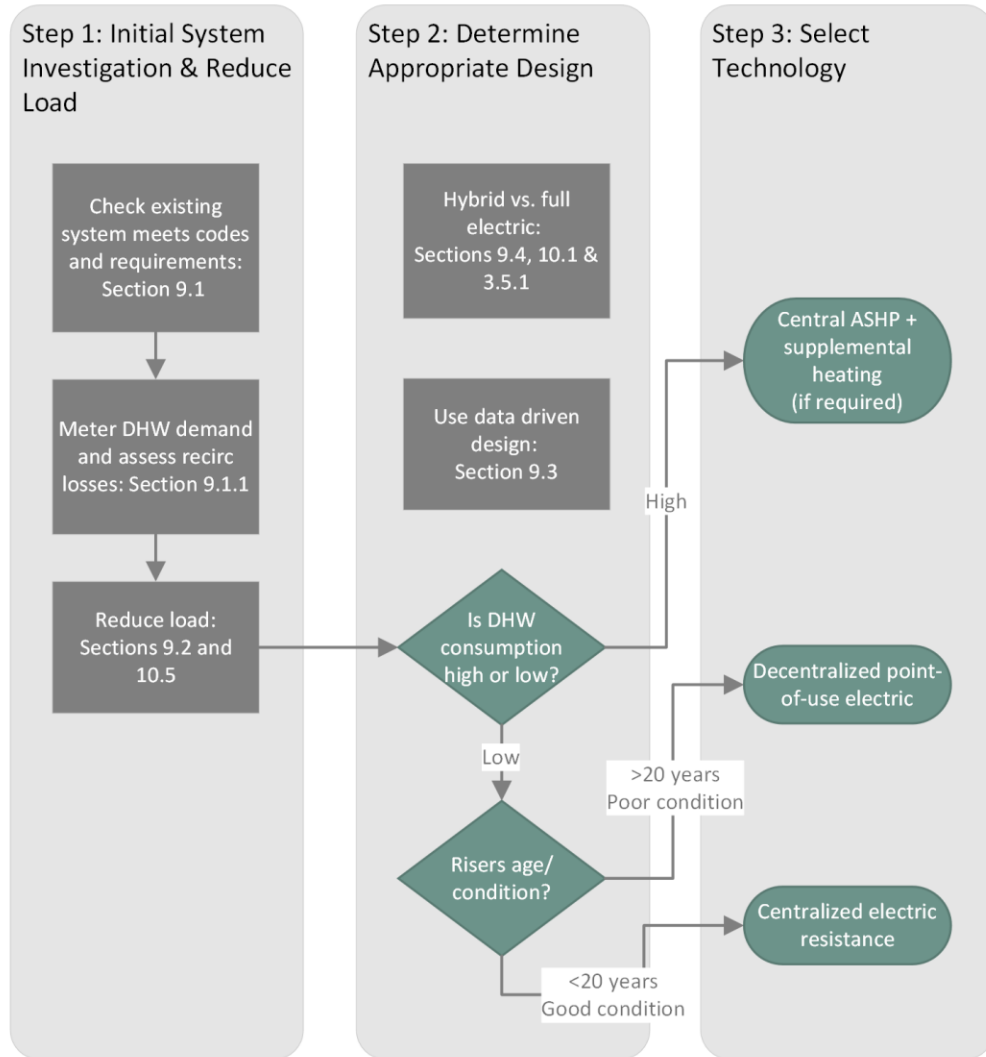 Step 1: Initial System
Investigation & Reduce
Load
Check existing
system meets codes
and requirements:
Section 9.1
Meter DHW demand
and assess recirc
losses: Section 9.1.1
Reduce load:
Sections 9.2 and
10.5
Step 2: Determine
Appropriate Design
Hybrid vs. full
electric:
Sections 9.4, 10.1 &
3.5.1
Use data driven
design:
Section 9.3
Is DHW
consumption
high or low?
High
Low
Risers age/
condition?
>20 years
Poor condition
<20 years
Good condition
Step 3: Select
Technology
Central ASHP +
supplemental
heating
(if required)
Decentralized point-
of-use electric
Centralized electric
resistance